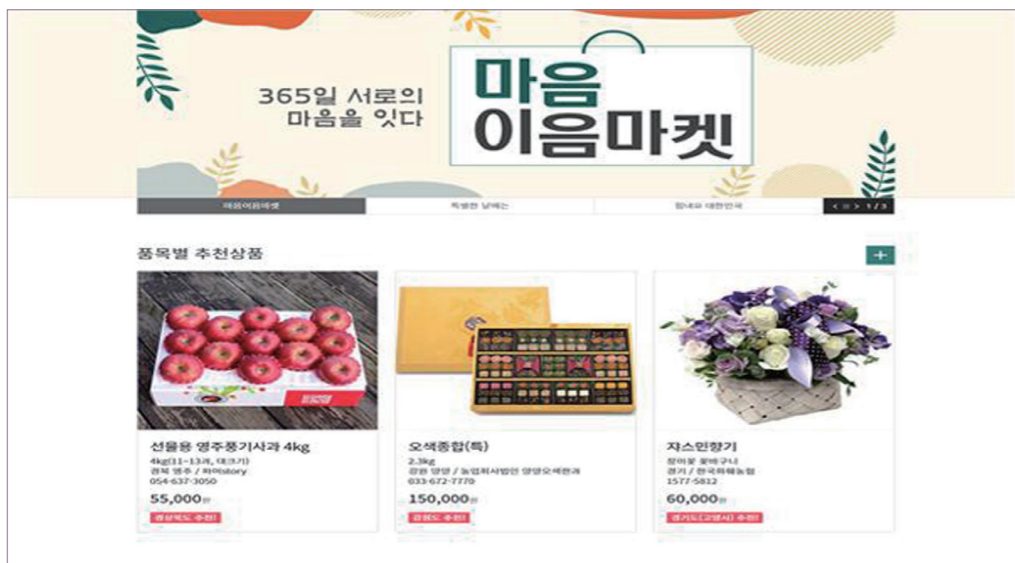 365일 서로의
마음을 잇다
마음
이음마켓
마음이음마켓
특별한 날에는
힘내요 대한민국
1 / 3
품목별 추천상품
+
선물용 영주풍기사과 4kg
4kg(11~13과, 대크기)
경북 영주 / 파머story
054-637-3050
55,000원
경상북도 추천!
오색종합(특)
2.3kg
강원 양양 / 농업회사법인 양양오색한과
033-672-7770
150,000원
강원도 추천!
쟈스민향기
장미꽃 꽃바구니
경기 / 한국화훼농협
1577-5812
60,000원
경기도(고양시) 추천!